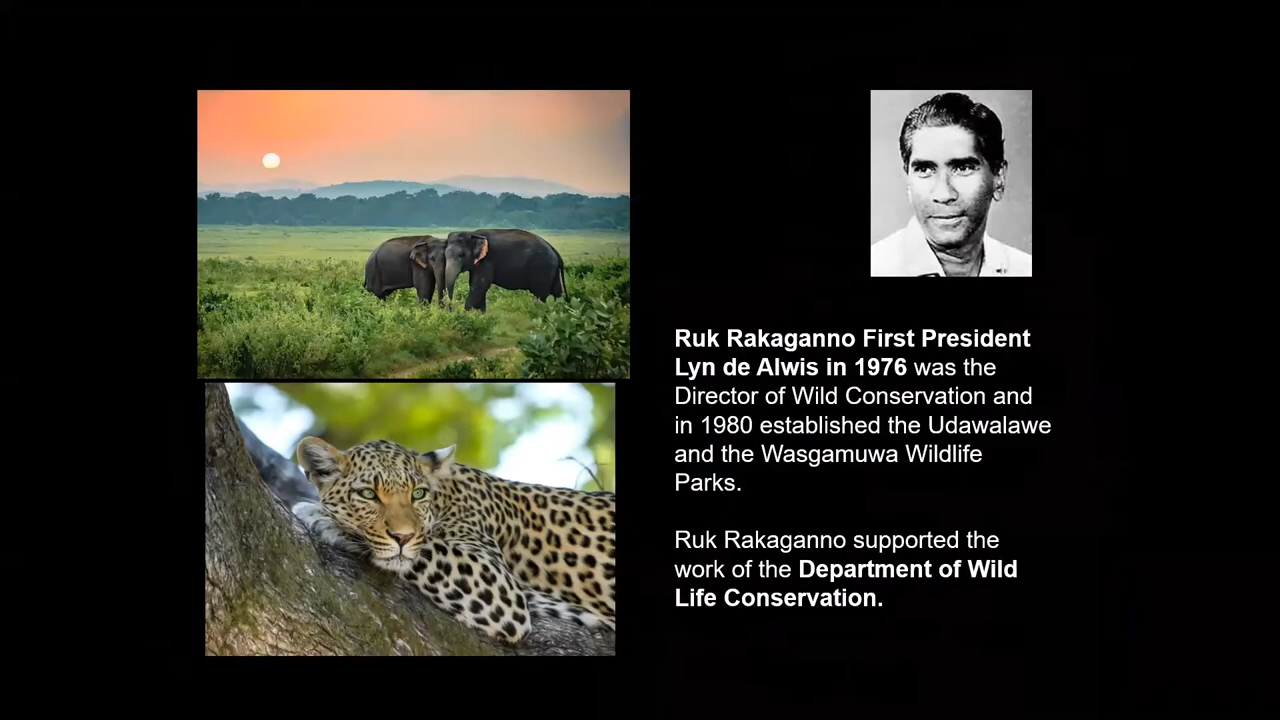 Ruk Rakaganno First President
Lyn de Alwis in 1976 was the
Director of Wild Conservation and
in 1980 established the Udawalawe
and the Wasgamuwa Wildlife
Parks.
Ruk Rakaganno supported the
work of the Department of Wild
Life Conservation.